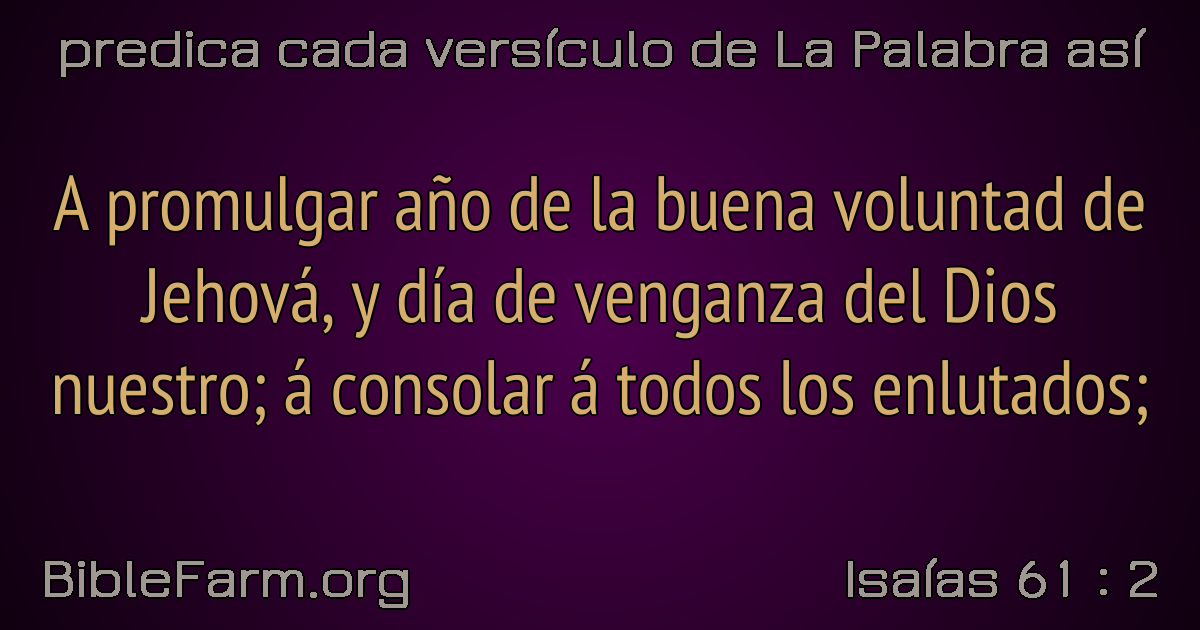 predica cada versículo de La Palabra así
A promulgar año de la buena voluntad de
Jehová, y día de venganza del Dios
nuestro; á consolar á todos los enlutados;
BibleFarm.org
Isaías 61 : 2